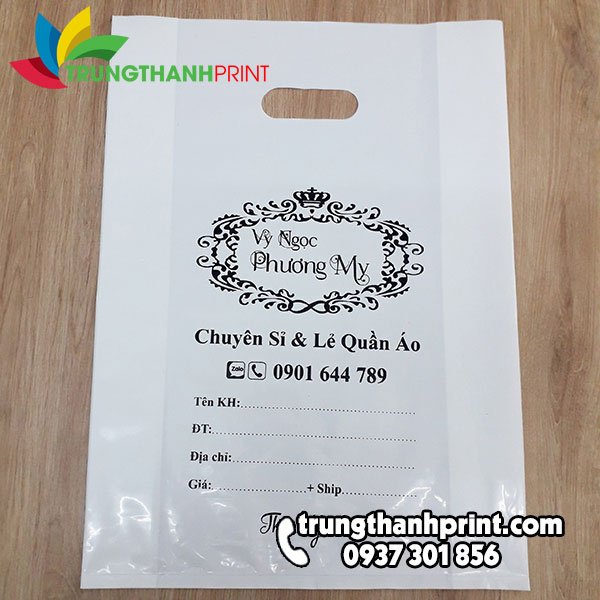 TRUNGTHANHPRINT
Vy Ngọc
Phương My
Chuyên Sỉ & Lẻ Quần Áo
Zalo 0901 644 789
Tên KH:
ĐT:
Địa chỉ:
Giá: + Ship
trungthanhprint.com
0937 301 856